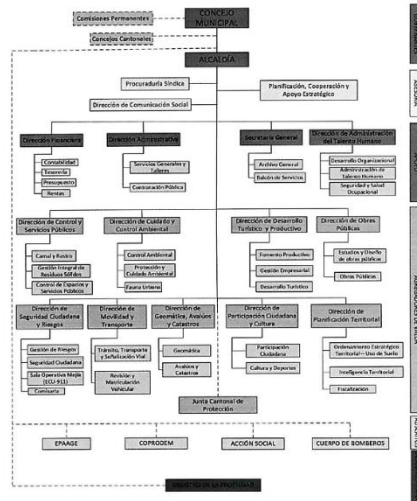 CONCEJO
MUNICIPAL
Comisiones Permanentes
Concejos Cantonales
ALCALDÍA
Procuraduría Síndica
Planificación, Cooperación y
Apoyo Estratégico
Dirección de Comunicación Social
Dirección Financiera
Dirección Administrativa
Secretaría General
Dirección de Administración
del Talento Humano
Contabilidad
Tesorería
Presupuesto
Rentas
Servicios Generales y
Talleres
Contratación Pública
Archivo General
Balcón de Servicios
Desarrollo Organizacional
Administración de
Talento Humano
Seguridad y Salud
Ocupacional
Dirección de Control y
Servicios Públicos
Dirección de Cuidado y
Control Ambiental
Dirección de Desarrollo
Turístico y Productivo
Dirección de Obras
Públicas
Camal y Rastro
Gestión Integral de
Residuos Sólidos
Control de Espacios y
Servicios Públicos
Control Ambiental
Protección y
Cuidado Ambiental
Fauna Urbana
Fomento Productivo
Gestión Empresarial
Desarrollo Turístico
Estudios y Diseño
de obras públicas
Obras Públicas
Dirección de
Seguridad Ciudadana
y Riesgos
Dirección de
Movilidad y
Transporte
Dirección de
Geomática, Avalúos y
Catastros
Dirección de
Participación Ciudadana
y Cultura
Dirección de
Planificación Territorial
Gestión de Riesgos
Seguridad Ciudadana
Sala Operativa Mejía
(ECU-911)
Comisaría
Tránsito, Transporte
y Señalización Vial
Revisión y
Matriculación
Vehicular
Geomática
Avalúos y
Catastros
Participación
Ciudadana
Cultura y Deportes
Ordenamiento Estratégico
Territorial - Uso de Suelo
Inteligencia Territorial
Fiscalización
Junta Cantonal de
Protección
EPAAGE
COPRODEM
ACCIÓN SOCIAL
CUERPO DE BOMBEROS
REGISTRO DE LA PROPIEDAD